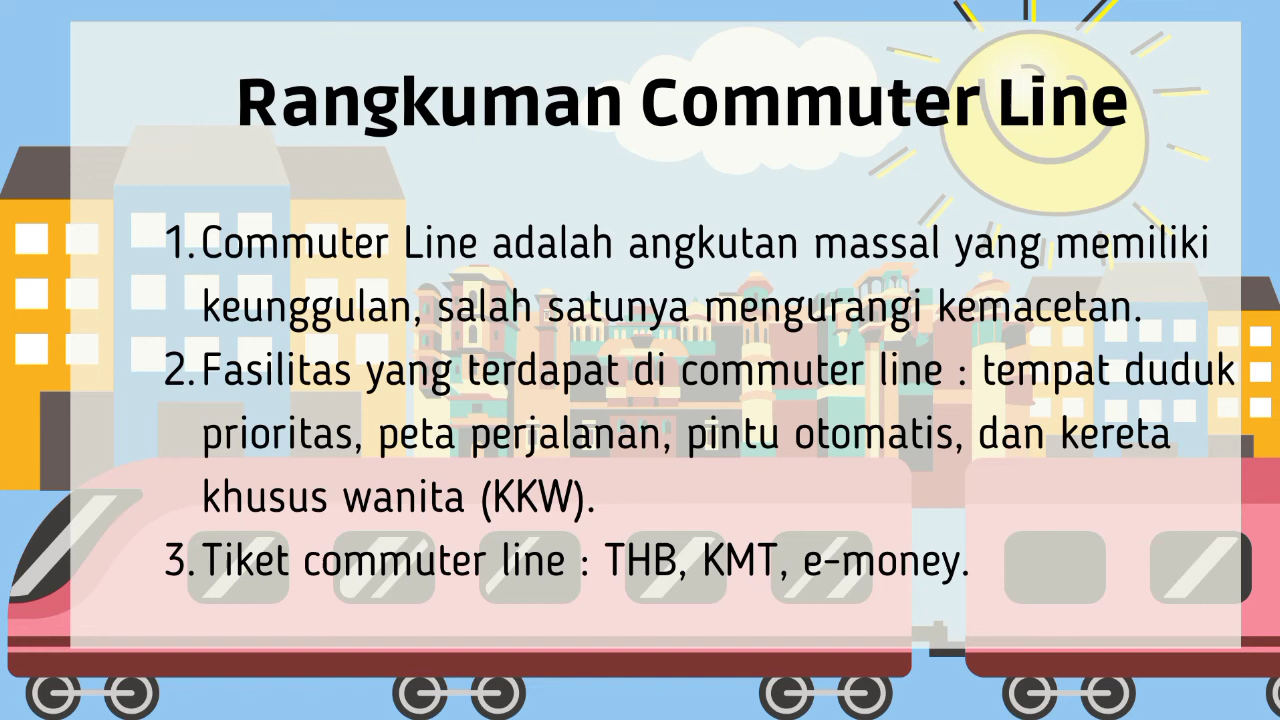 Rangkuman Commuter Line
1. Commuter Line adalah angkutan massal yang memiliki
keunggulan, salah satunya mengurangi kemacetan.
2. Fasilitas yang terdapat di commuter line : tempat duduk
prioritas, peta perjalanan, pintu otomatis, dan kereta
khusus wanita (KKW).
3. Tiket commuter line : THB, KMT, e-money.